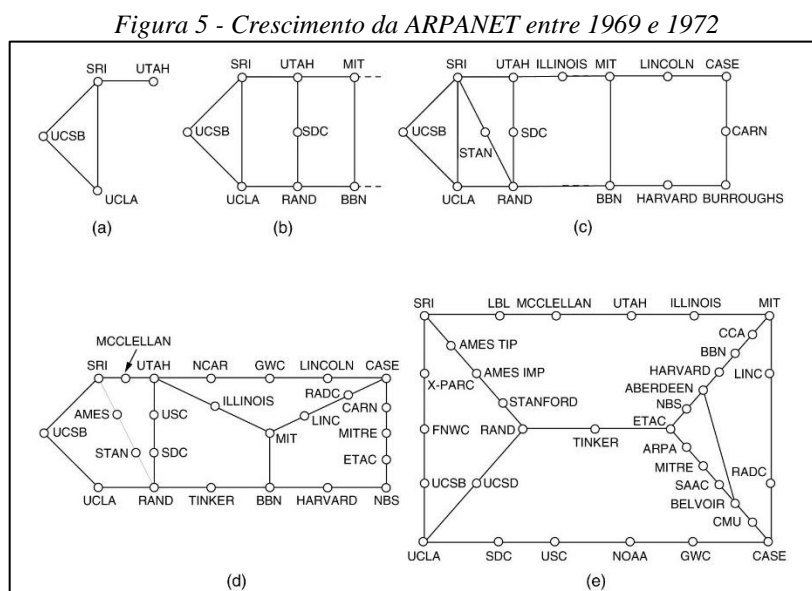 Figura 5 - Crescimento da ARPANET entre 1969 e 1972
SRI UTAH
UCSB
UCLA
(a)
SRI UTAH MIT
UCSB SDC
UCLA RAND BBN
(b)
SRI UTAH ILLINOIS MIT LINCOLN CASE
UCSB SDC CARN
STAN
UCLA RAND BBN HARVARD BURROUGHS
(c)
MCCLELLAN
SRI UTAH NCAR GWC LINCOLN CASE
RADC
ILLINOIS CARN
AMES USC LINC
UCSB MIT MITRE
STAN SDC ETAC
UCLA RAND TINKER BBN HARVARD NBS
(d)
SRI LBL MCCLELLAN UTAH ILLINOIS MIT
CCA
AMES TIP BBN
X-PARC AMES IMP HARVARD LINC
ABERDEEN
STANFORD NBS
FNWC RAND TINKER ETAC
ARPA
MITRE RADC
UCSB UCSD SAAC
BELVOIR
CMU
UCLA SDC USC NOAA GWC CASE
(e)